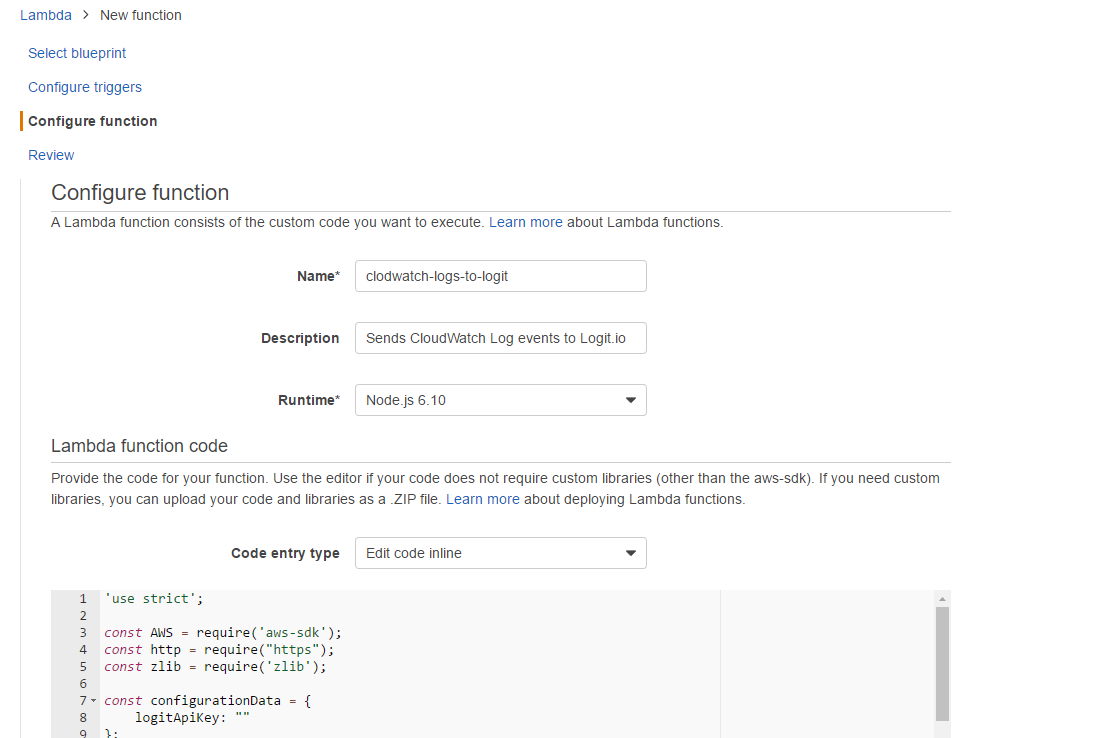 Lambda > New function
Select blueprint
Configure triggers
Configure function
Review
Configure function
A Lambda function consists of the custom code you want to execute. Learn more about Lambda functions.
Name* clodwatch-logs-to-logit
Description Sends CloudWatch Log events to Logit.io
Runtime* Node.js 6.10
Lambda function code
Provide the code for your function. Use the editor if your code does not require custom libraries (other than the aws-sdk). If you need custom
libraries, you can upload your code and libraries as a .ZIP file. Learn more about deploying Lambda functions.
Code entry type Edit code inline
1 'use strict';
2
3 const AWS = require('aws-sdk');
4 const http = require("https");
5 const zlib = require('zlib');
6
7 const configurationData = {
8     logitApiKey: ""
9 };